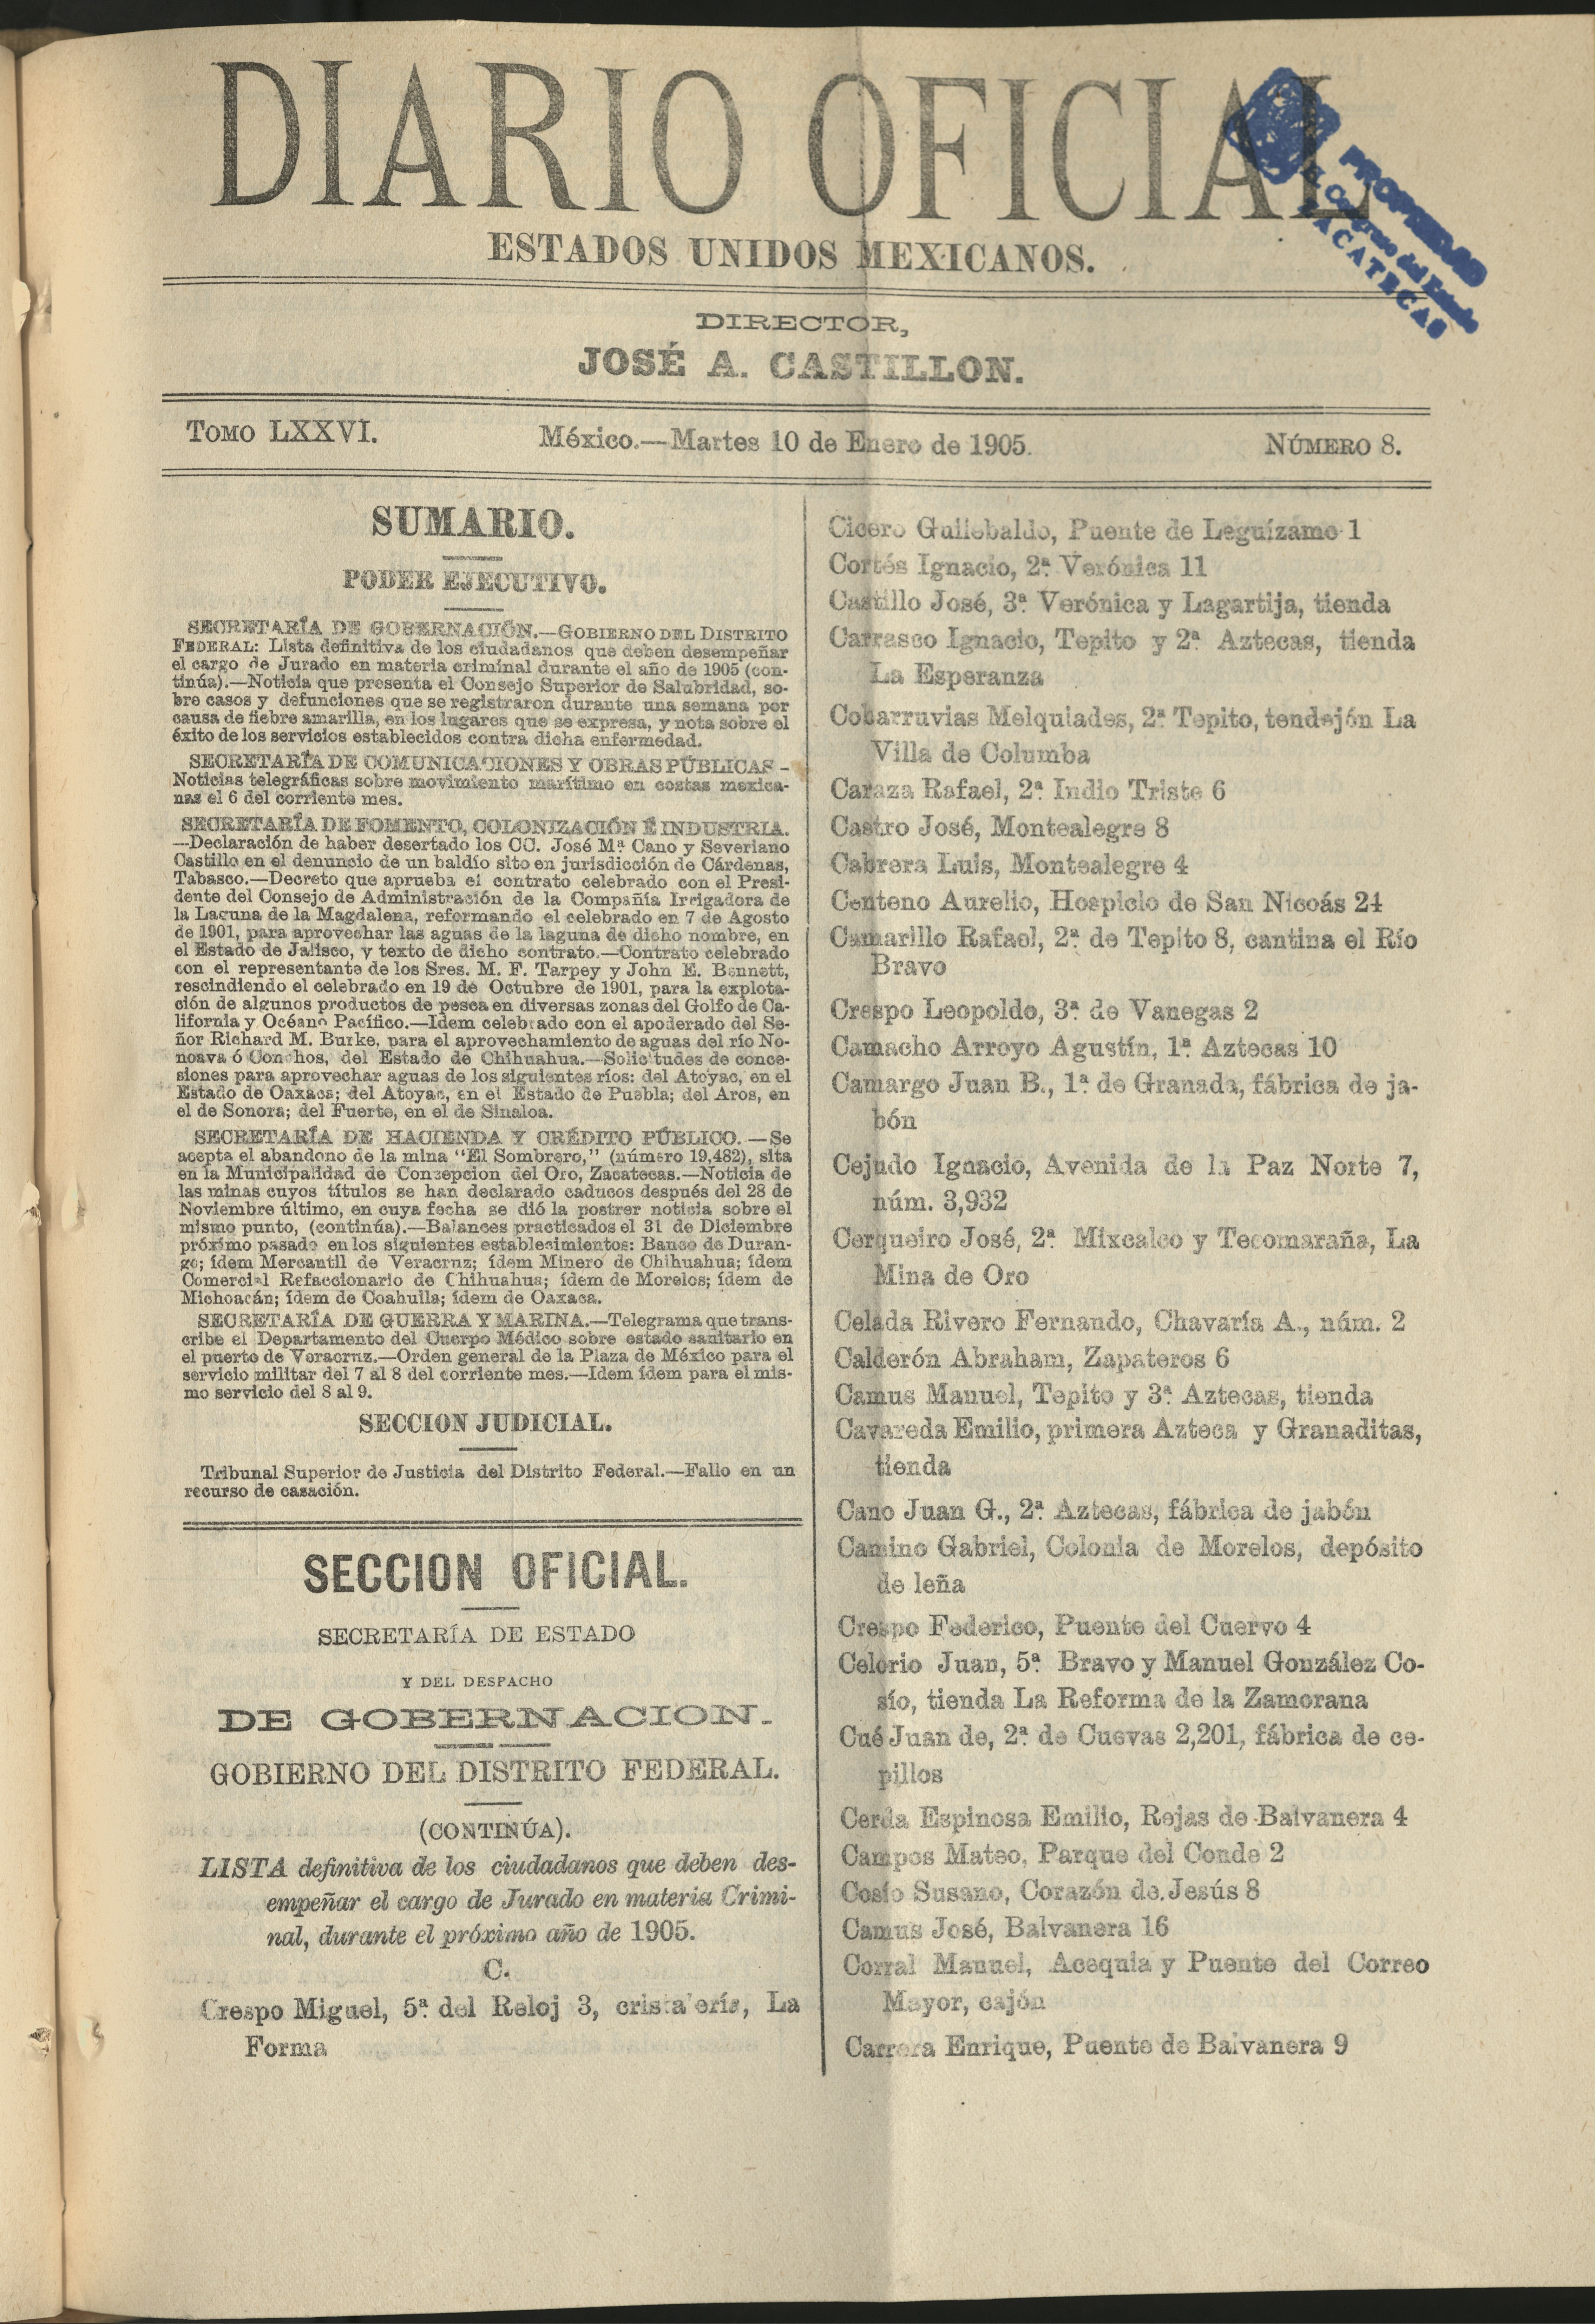 DIARIO OFICIAL
ESTADOS UNIDOS MEXICANOS.
PROPIEDAD
del Congreso del Estado
ZACATECAS
DIRECTOR,
JOSÉ A. CASTILLON.
TOMO LXXVI.
México.—Martes 10 de Enero de 1905.
NÚMERO 8.
SUMARIO.
PODER EJECUTIVO.
SECRETARÍA DE GOBERNACIÓN.—GOBIERNO DEL DISTRITO
FEDERAL: Lista definitiva de los ciudadanos que deben desempeñar
el cargo de Jurado en materia criminal durante el año de 1905 (con-
tinúa).—Noticia que presenta el Consejo Superior de Salubridad, so-
bre casos y defunciones que se registraron durante una semana por
causa de fiebre amarilla, en los lugares que se expresa, y nota sobre el
éxito de los servicios establecidos contra dicha enfermedad.
SECRETARÍA DE COMUNICACIONES Y OBRAS PÚBLICAS -
Noticias telegráficas sobre movimiento marítimo en costas mexica-
nas el 6 del corriente mes.
SECRETARÍA DE FOMENTO, COLONIZACIÓN É INDUSTRIA.
—Declaración de haber desertado los CC. José Mª Cano y Severiano
Castillo en el denuncio de un baldío sito en jurisdicción de Cárdenas,
Tabasco.—Decreto que aprueba el contrato celebrado con el Presi-
dente del Consejo de Administración de la Compañía Irrigadora de
la Laguna de la Magdalena, reformando el celebrado en 7 de Agosto
de 1901, para aprovechar las aguas de la laguna de dicho nombre, en
el Estado de Jalisco, y texto de dicho contrato.—Contrato celebrado
con el representante de los Sres. M. F. Tarpey y John E. Bennett,
rescindiendo el celebrado en 19 de Octubre de 1901, para la explota-
ción de algunos productos de pesca en diversas zonas del Golfo de Ca-
lifornia y Océano Pacífico.—Idem celebrado con el apoderado del Se-
ñor Richard M. Burke, para el aprovechamiento de aguas del río No-
noava ó Conchos, del Estado de Chihuahua.—Solicitudes de conce-
siones para aprovechar aguas de los siguientes ríos: del Atoyac, en el
Estado de Oaxaca; del Atoyac, en el Estado de Puebla; del Aros, en
el de Sonora; del Fuerte, en el de Sinaloa.
SECRETARÍA DE HACIENDA Y CRÉDITO PÚBLICO.—Se
acepta el abandono de la mina "El Sombrero," (número 19,482), sita
en la Municipalidad de Conzepcion del Oro, Zacatecas.—Noticia de
las minas cuyos títulos se han declarado caducos después del 28 de
Noviembre último, en cuya fecha se dió la postrer noticia sobre el
mismo punto, (continúa).—Balances practicados el 31 de Diciembre
próximo pasado en los siguientes establecimientos: Banco de Duran-
go; ídem Mercantil de Veracruz; ídem Minero de Chihuahua; ídem
Comercial Refaccionario de Chihuahua; ídem de Morelos; ídem de
Michoacán; ídem de Coahuila; ídem de Oaxaca.
SECRETARÍA DE GUERRA Y MARINA.—Telegrama que trans-
cribe el Departamento del Cuerpo Médico sobre estado sanitario en
el puerto de Veracruz.—Orden general de la Plaza de México para el
servicio militar del 7 al 8 del corriente mes.—Idem ídem para el mis-
mo servicio del 8 al 9.
SECCION JUDICIAL.
Tribunal Superior de Justicia del Distrito Federal.—Fallo en un
recurso de casación.
SECCION OFICIAL.
SECRETARÍA DE ESTADO
Y DEL DESPACHO
DE GOBERNACION.
GOBIERNO DEL DISTRITO FEDERAL.
(CONTINÚA).
LISTA definitiva de los ciudadanos que deben des-
empeñar el cargo de Jurado en materia Crimi-
nal, durante el próximo año de 1905.
C.
Crespo Miguel, 5ª del Reloj 3, cristalería, La
Forma
Cicero Guilebaldo, Puente de Leguízamo 1
Cortés Ignacio, 2ª Verónica 11
Castillo José, 3ª Verónica y Lagartija, tienda
Carrasco Ignacio, Tepito y 2ª Aztecas, tienda
La Esperanza
Cobarruvias Melquiades, 2ª Tepito, tendejón La
Villa de Columba
Caraza Rafael, 2ª Indio Triste 6
Castro José, Montealegre 8
Cabrera Luis, Montealegre 4
Centeno Aurelio, Hospicio de San Nicoás 24
Camarillo Rafael, 2ª de Tepito 8, cantina el Río
Bravo
Crespo Leopoldo, 3ª de Vanegas 2
Camacho Arroyo Agustín, 1ª Aztecas 10
Camargo Juan B., 1ª de Granada, fábrica de ja-
bón
Cejudo Ignacio, Avenida de la Paz Norte 7,
núm. 3,932
Cerqueiro José, 2ª Mixcalco y Tecomaraña, La
Mina de Oro
Celada Rivero Fernando, Chavaría A., núm. 2
Calderón Abraham, Zapateros 6
Camus Manuel, Tepito y 3ª Aztecas, tienda
Cavareda Emilio, primera Azteca y Granaditas,
tienda
Cano Juan G., 2ª Aztecas, fábrica de jabón
Camino Gabriel, Colonia de Morelos, depósito
de leña
Crespo Federico, Puente del Cuervo 4
Celorio Juan, 5ª Bravo y Manuel González Co-
sío, tienda La Reforma de la Zamorana
Cué Juan de, 2ª de Cuevas 2,201, fábrica de ce-
pillos
Cerda Espinosa Emilio, Rejas de Balvanera 4
Campos Mateo, Parque del Conde 2
Cosío Susano, Corazón de Jesús 8
Camus José, Balvanera 16
Corral Manuel, Acequia y Puente del Correo
Mayor, cajón
Carrera Enrique, Puente de Balvanera 9